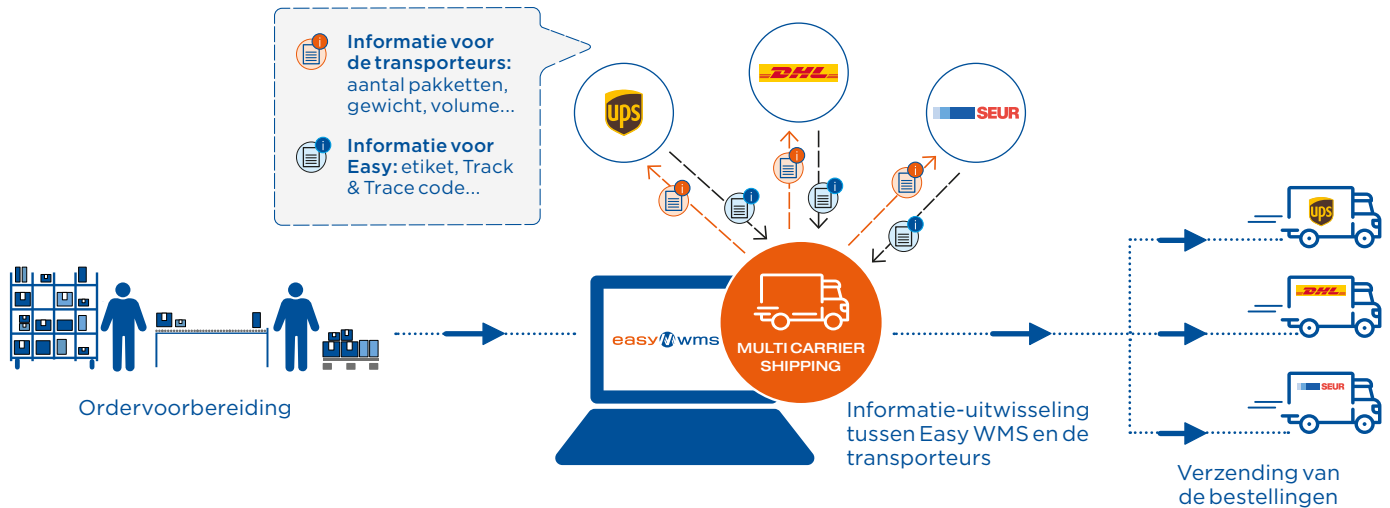 Informatie voor
de transporteurs:
aantal pakketten,
gewicht, volume...
Informatie voor
Easy: etiket, Track
& Trace code...
ups
DHL
SEUR
i
i
i
i
i
i
i
i
easy wms
MULTI CARRIER
SHIPPING
Ordervoorbereiding
Informatie-uitwisseling
tussen Easy WMS en de
transporteurs
ups
DHL
SEUR
Verzending van
de bestellingen